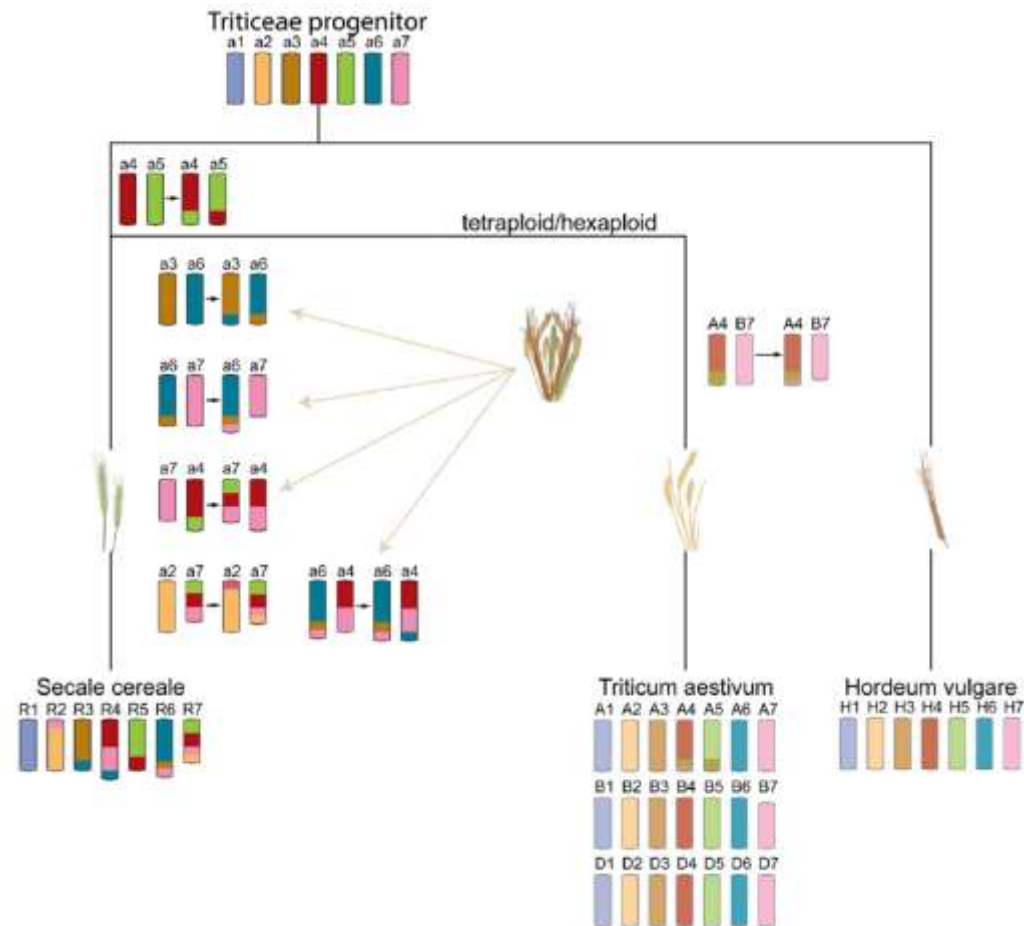 Triticeae progenitor
a1 a2 a3 a4 a5 a6 a7
a4 a5 a4 a5
tetraploid/hexaploid
a3 a6 a3 a6
A4 B7 A4 B7
a6 a7 a6 a7
a7 a4 a7 a4
a2 a7 a2 a7
a6 a4 a6 a4
Secale cereale
R1 R2 R3 R4 R5 R6 R7
Triticum aestivum
A1 A2 A3 A4 A5 A6 A7
B1 B2 B3 B4 B5 B6 B7
D1 D2 D3 D4 D5 D6 D7
Hordeum vulgare
H1 H2 H3 H4 H5 H6 H7